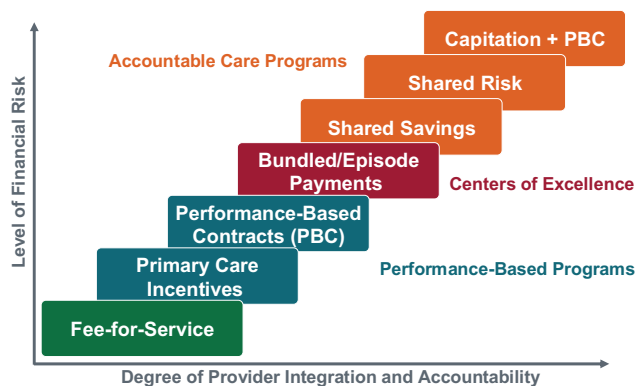 Capitation + PBC
Accountable Care Programs
Shared Risk
Shared Savings
Bundled/Episode
Payments
Centers of Excellence
Performance-Based
Contracts (PBC)
Primary Care
Incentives
Performance-Based Programs
Fee-for-Service
Level of Financial Risk
Degree of Provider Integration and Accountability